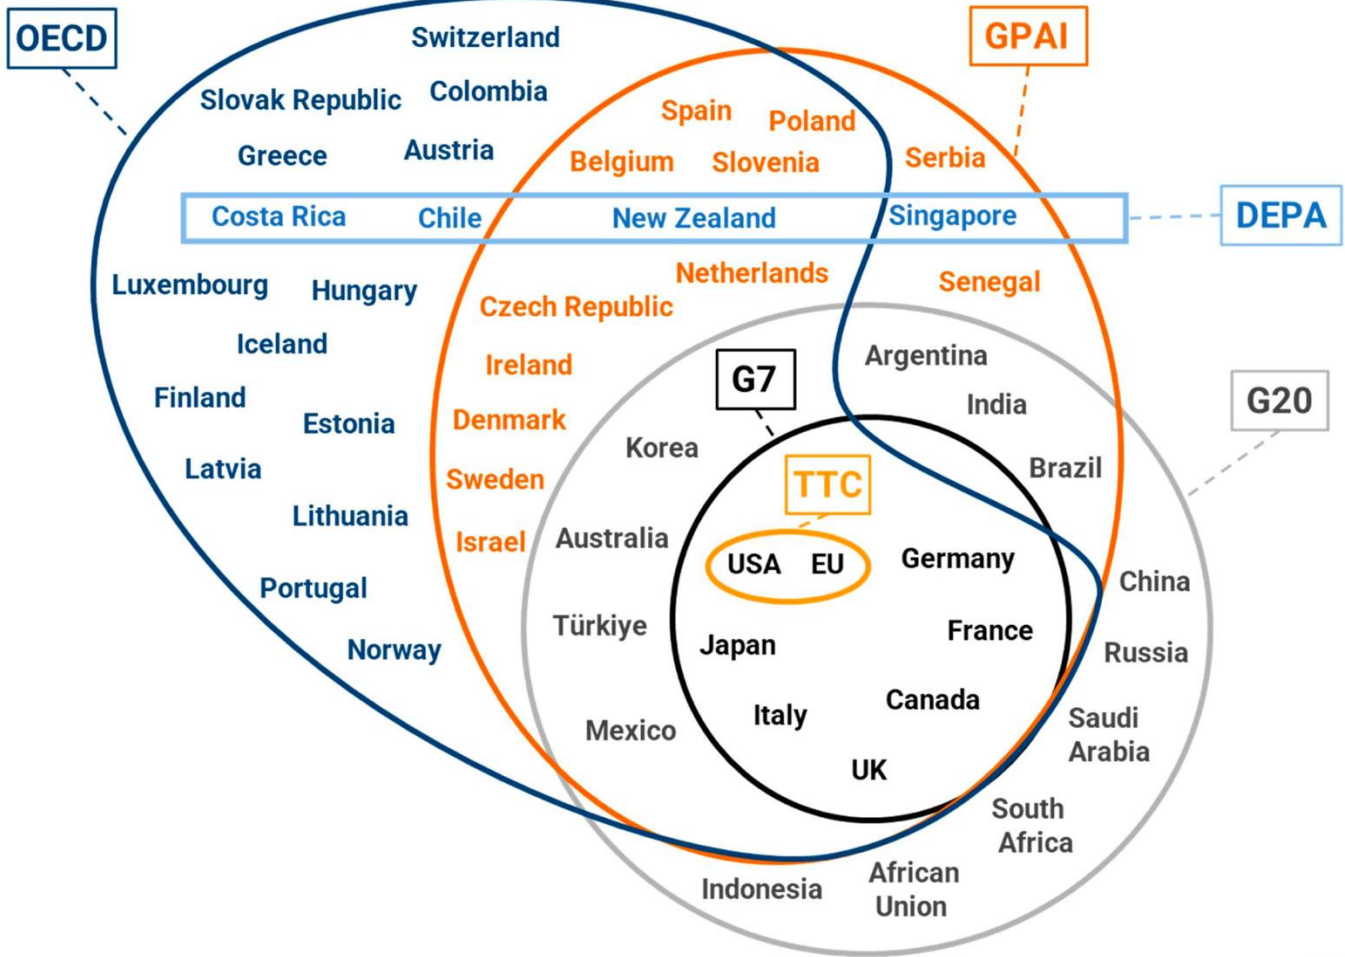 OECD
GPAI
Switzerland
Slovak Republic
Colombia
Spain
Poland
Greece
Austria
Belgium
Slovenia
Serbia
Costa Rica
Chile
New Zealand
Singapore
DEPA
Luxembourg
Hungary
Netherlands
Senegal
Czech Republic
Iceland
Ireland
G7
Argentina
G20
Finland
Estonia
Denmark
India
Korea
Brazil
Latvia
Sweden
TTC
Lithuania
Israel
Australia
USA
EU
Germany
China
Portugal
Türkiye
Japan
France
Russia
Norway
Mexico
Italy
Canada
Saudi
Arabia
UK
South
Africa
Indonesia
African
Union